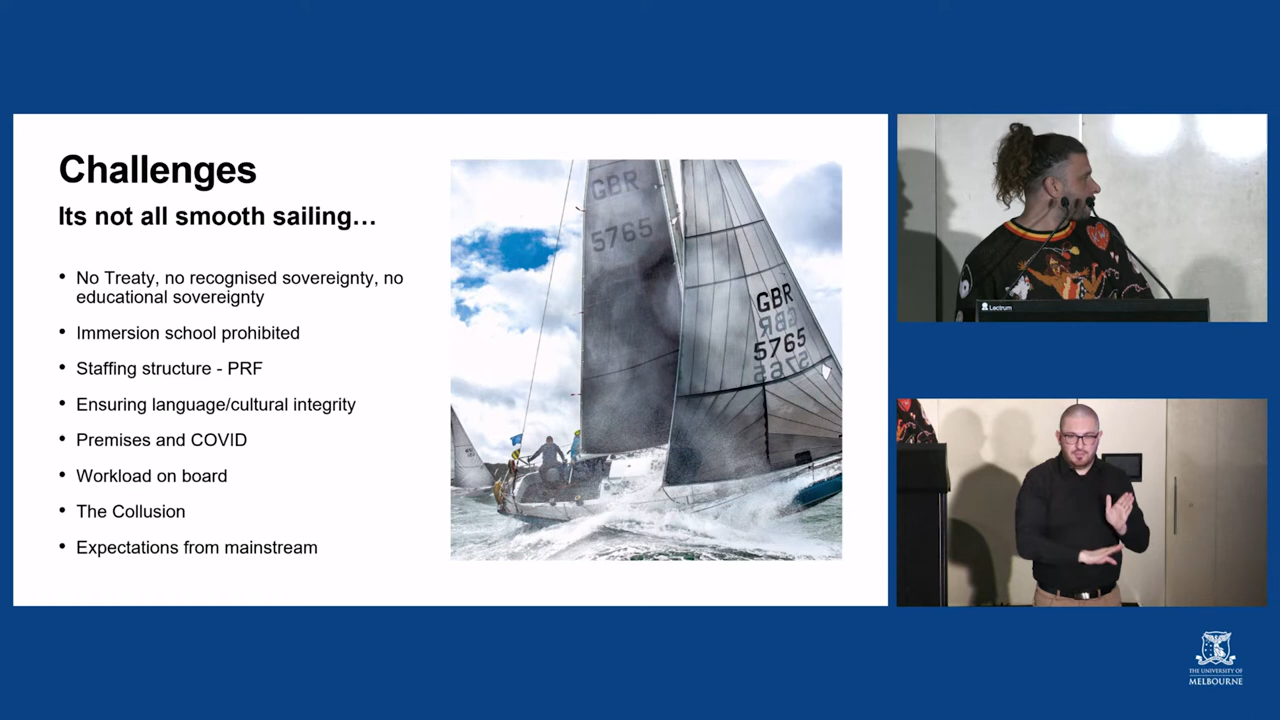 Challenges
Its not all smooth sailing…
• No Treaty, no recognised sovereignty, no
educational sovereignty
• Immersion school prohibited
• Staffing structure - PRF
• Ensuring language/cultural integrity
• Premises and COVID
• Workload on board
• The Collusion
• Expectations from mainstream
GBR
5765
GBR
GBR
5765
5765
Lectrum
THE UNIVERSITY OF
MELBOURNE